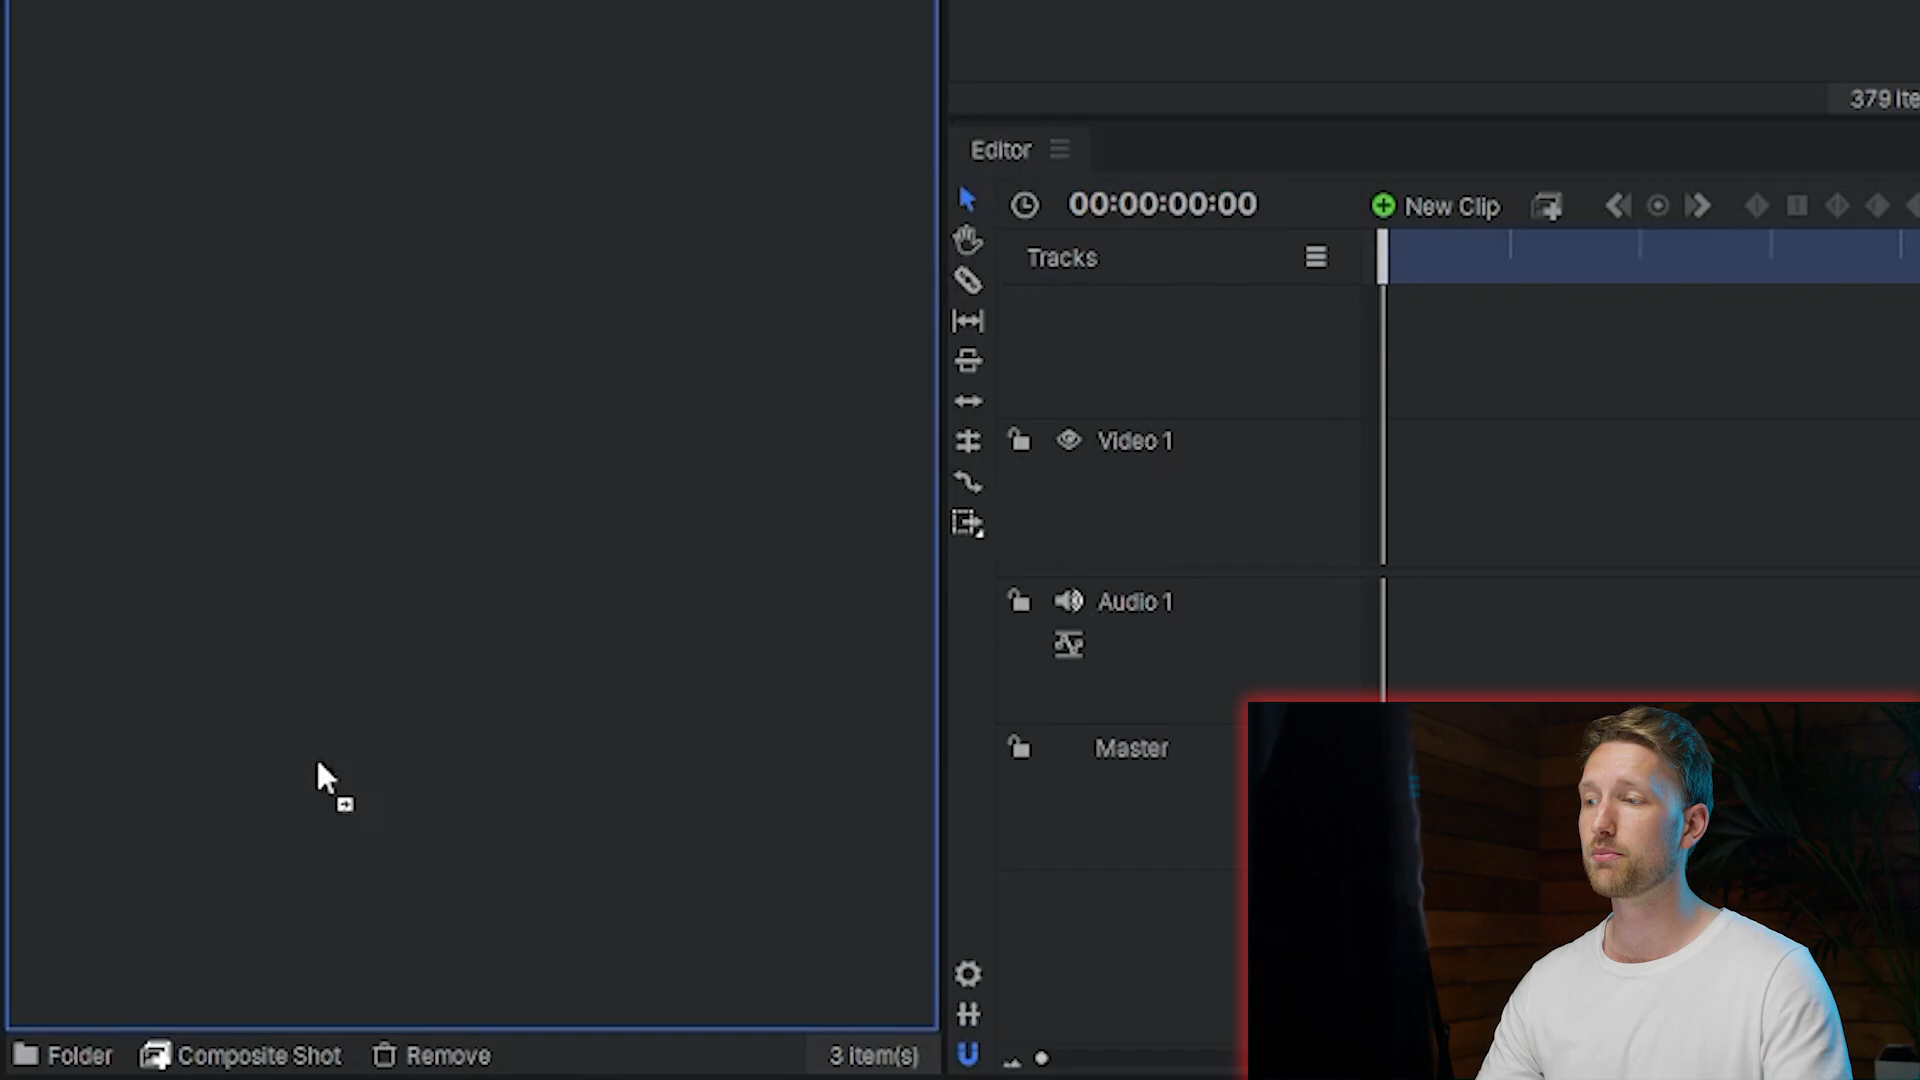 379 Ite
Editor
00:00:00:00
New Clip
Tracks
Video 1
Audio 1
Master
Folder
Composite Shot
Remove
3 item(s)